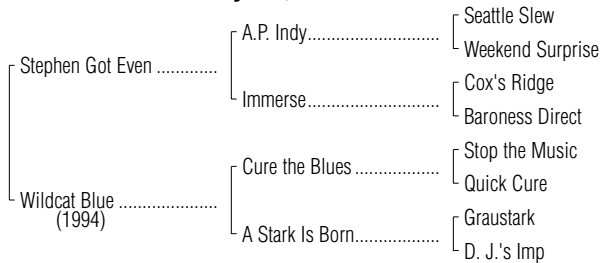 Seattle Slew
A.P. Indy..............................
Weekend Surprise
Stephen Got Even .............
Cox's Ridge
Immerse..............................
Baroness Direct
Stop the Music
Cure the Blues ...................
Quick Cure
Wildcat Blue .....................
(1994)
Graustark
A Stark Is Born...................
D. J.'s Imp